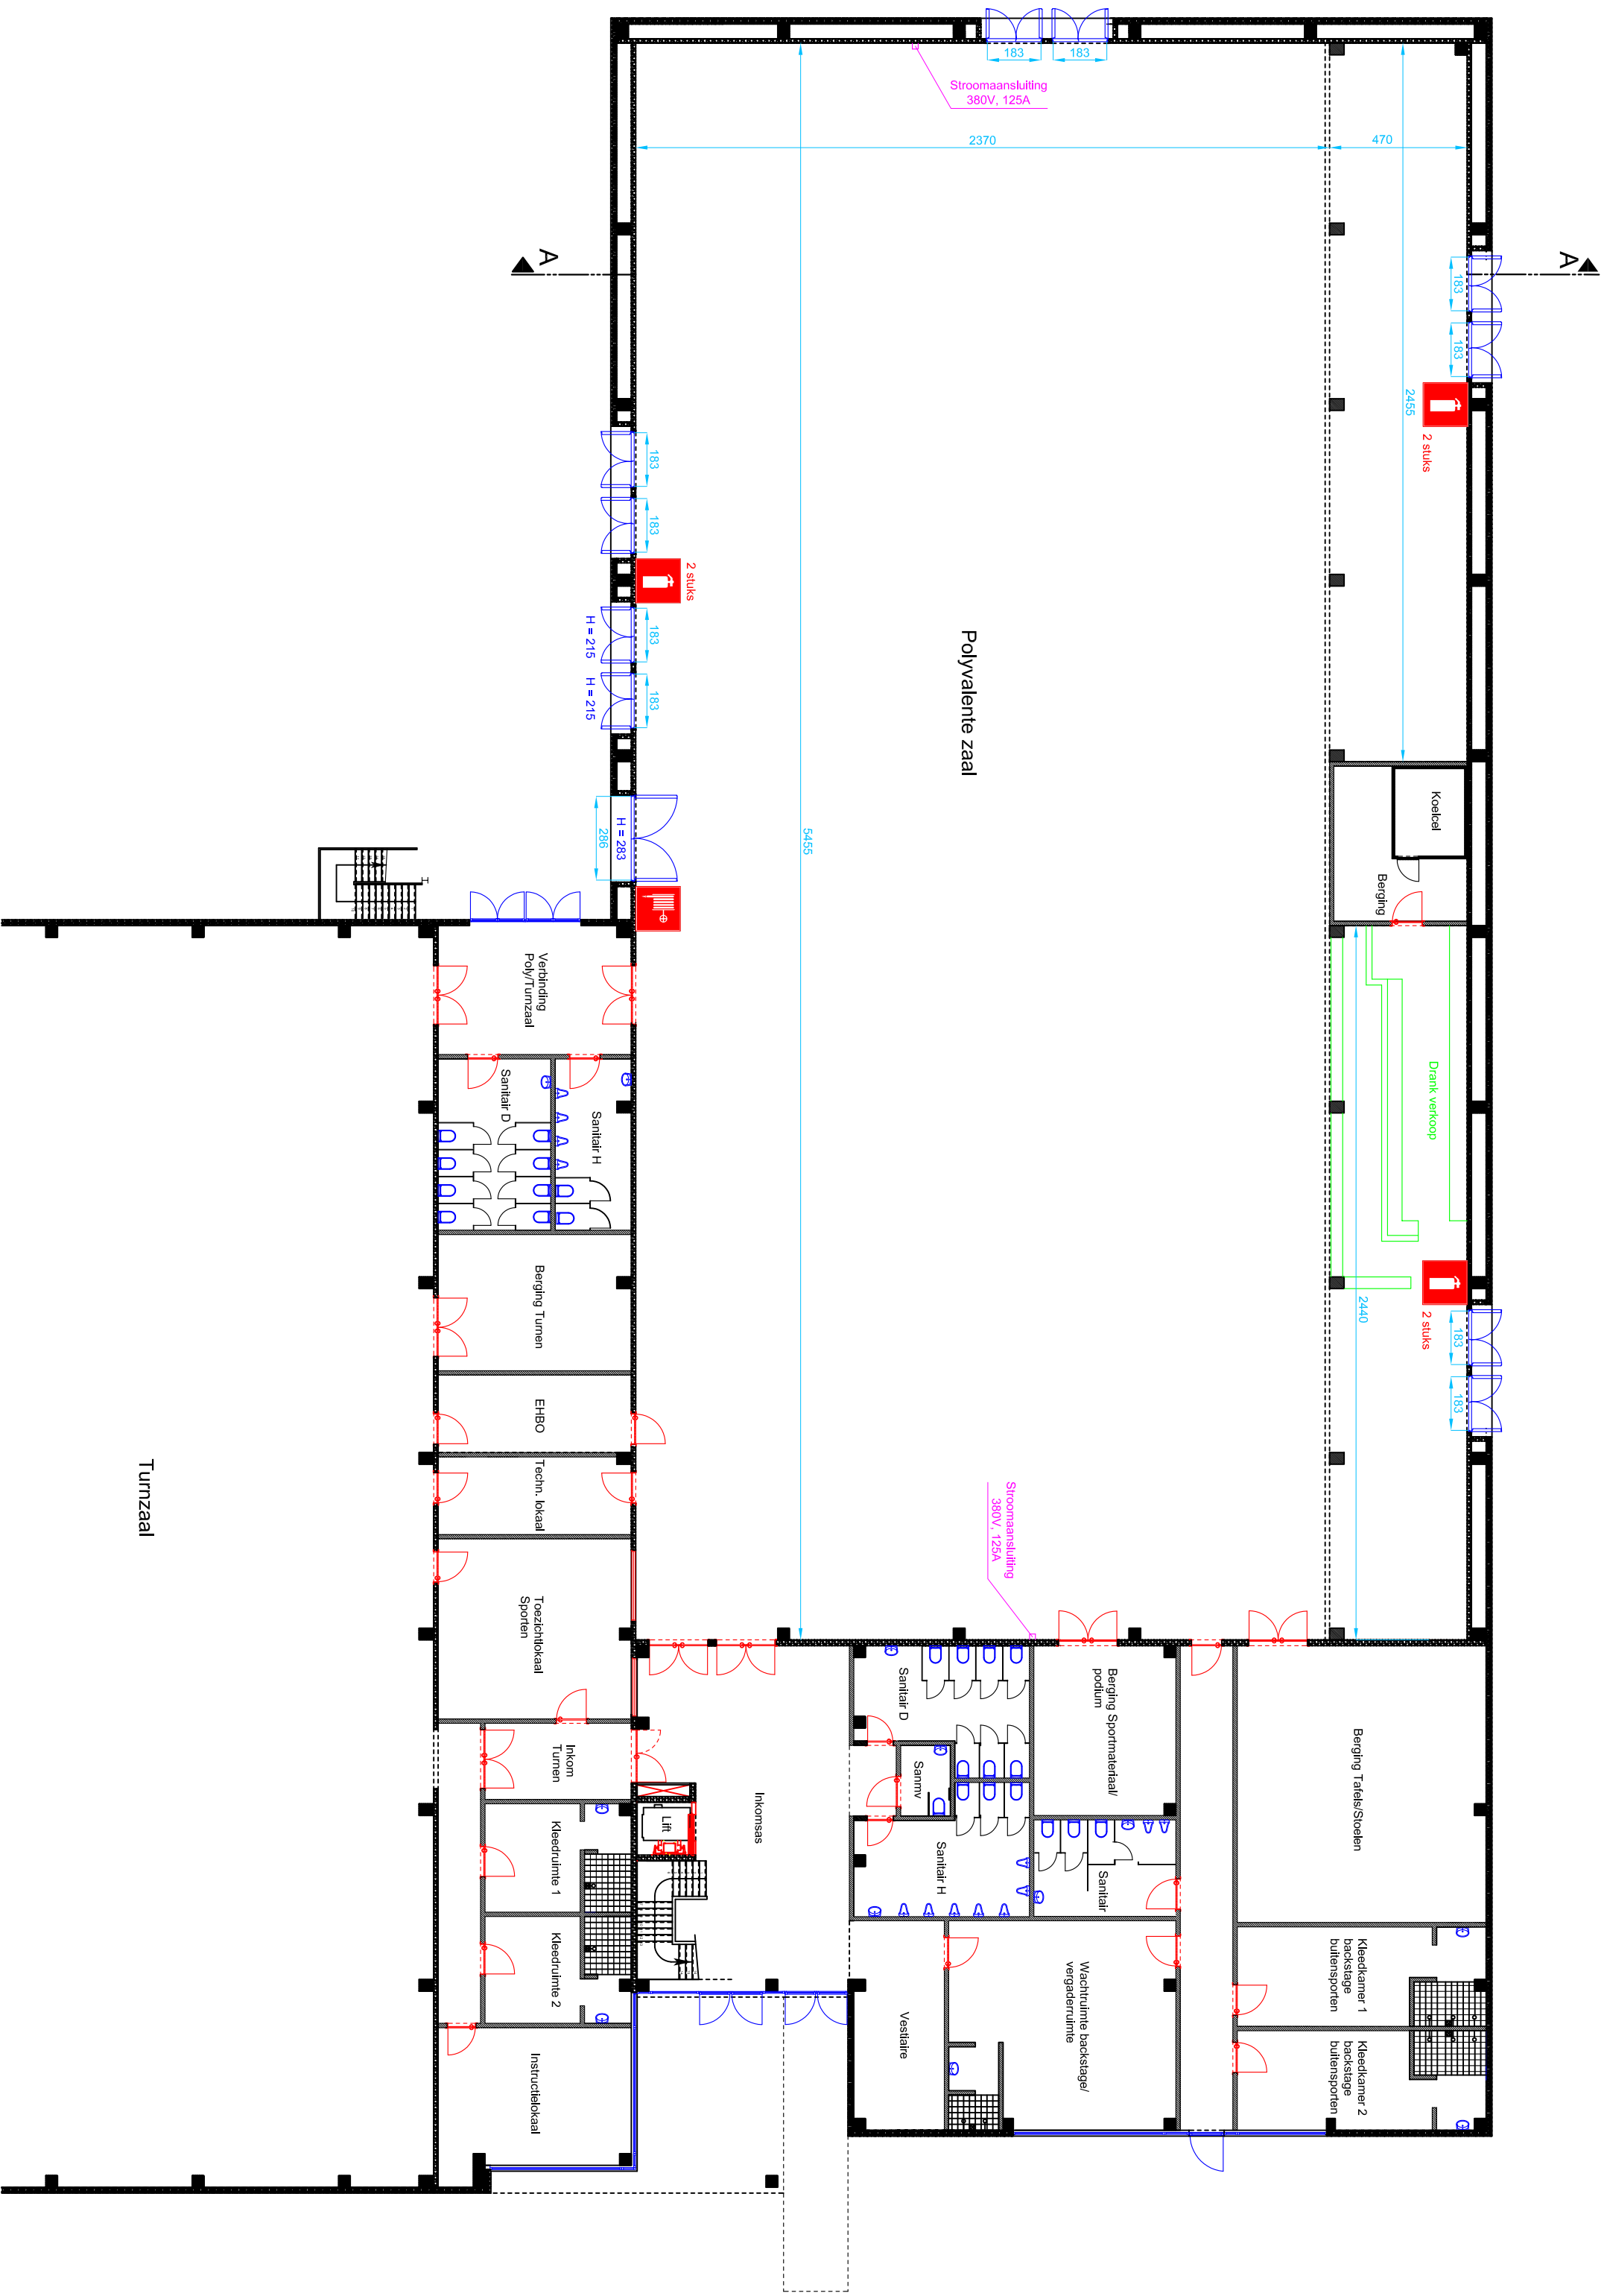 183
183
Stroomaansluiting
380V, 125A
2370
470
A
A
183
183
2455
2 stuks
183
183
2 stuks
183
183
H = 215
H = 215
Polyvalente zaal
5455
H = 283
286
Koelcel
Berging
Drank verkoop
2 stuks
2440
183
183
Verbinding
Poly/Turnzaal
Sanitair D
Sanitair H
Berging Turnen
EHBO
Techn. lokaal
Toezichtlokaal
Sporten
Turnzaal
Stroomaansluiting
380V, 125A
Inkom
Turnen
Kleedruimte 1
Kleedruimte 2
Instructielokaal
Lift
Inkomsas
Sanitair D
Sanmv
Sanitair H
Berging Sportmateriaal/
podium
Sanitair
Berging Tafels/Stoelen
Vestiaire
Wachtruimte backstage/
vergaderruimte
Kleedkamer 1
backstage
buitensporten
Kleedkamer 2
backstage
buitensporten